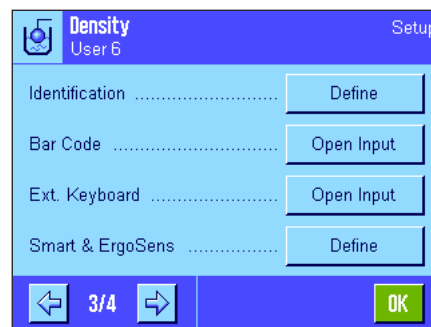 Density Setup
User 6
Identification ........................ Define
Bar Code ........................... Open Input
Ext. Keyboard ..................... Open Input
Smart & ErgoSens ................ Define
3/4 OK